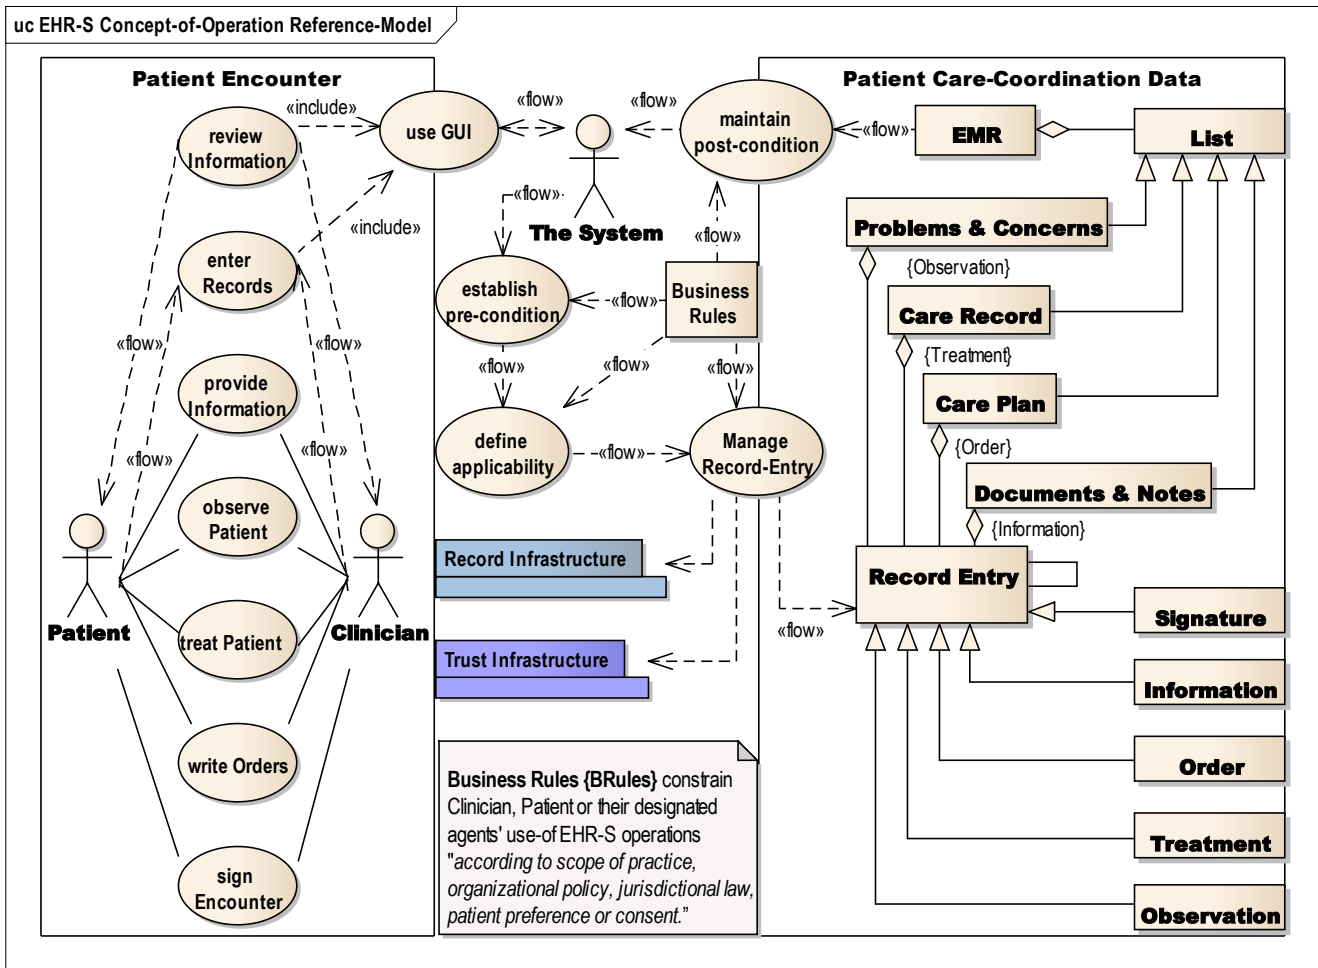 uc EHR-S Concept-of-Operation Reference-Model
Patient Encounter
review
Information
«include»
use GUI
«flow»
«flow»
maintain
post-condition
Patient Care-Coordination Data
«flow»
EMR
List
enter
Records
«include»
The System
«flow»
«flow»
Problems & Concerns
{Observation}
establish
pre-condition
«flow»
Business
Rules
Care Record
{Treatment}
«flow»
«flow»
provide
Information
«flow»
«flow»
«flow»
Care Plan
{Order}
«flow»
«flow»
define
applicability
«flow»
Manage
Record-Entry
observe
Patient
Documents & Notes
{Information}
Record Infrastructure
Record Entry
Patient
treat Patient
Clinician
«flow»
Signature
Trust Infrastructure
Information
write Orders
Order
Business Rules {BRules} constrain
Clinician, Patient or their designated
agents' use-of EHR-S operations
"according to scope of practice,
organizational policy, jurisdictional law,
patient preference or consent.”
Treatment
sign
Encounter
Observation